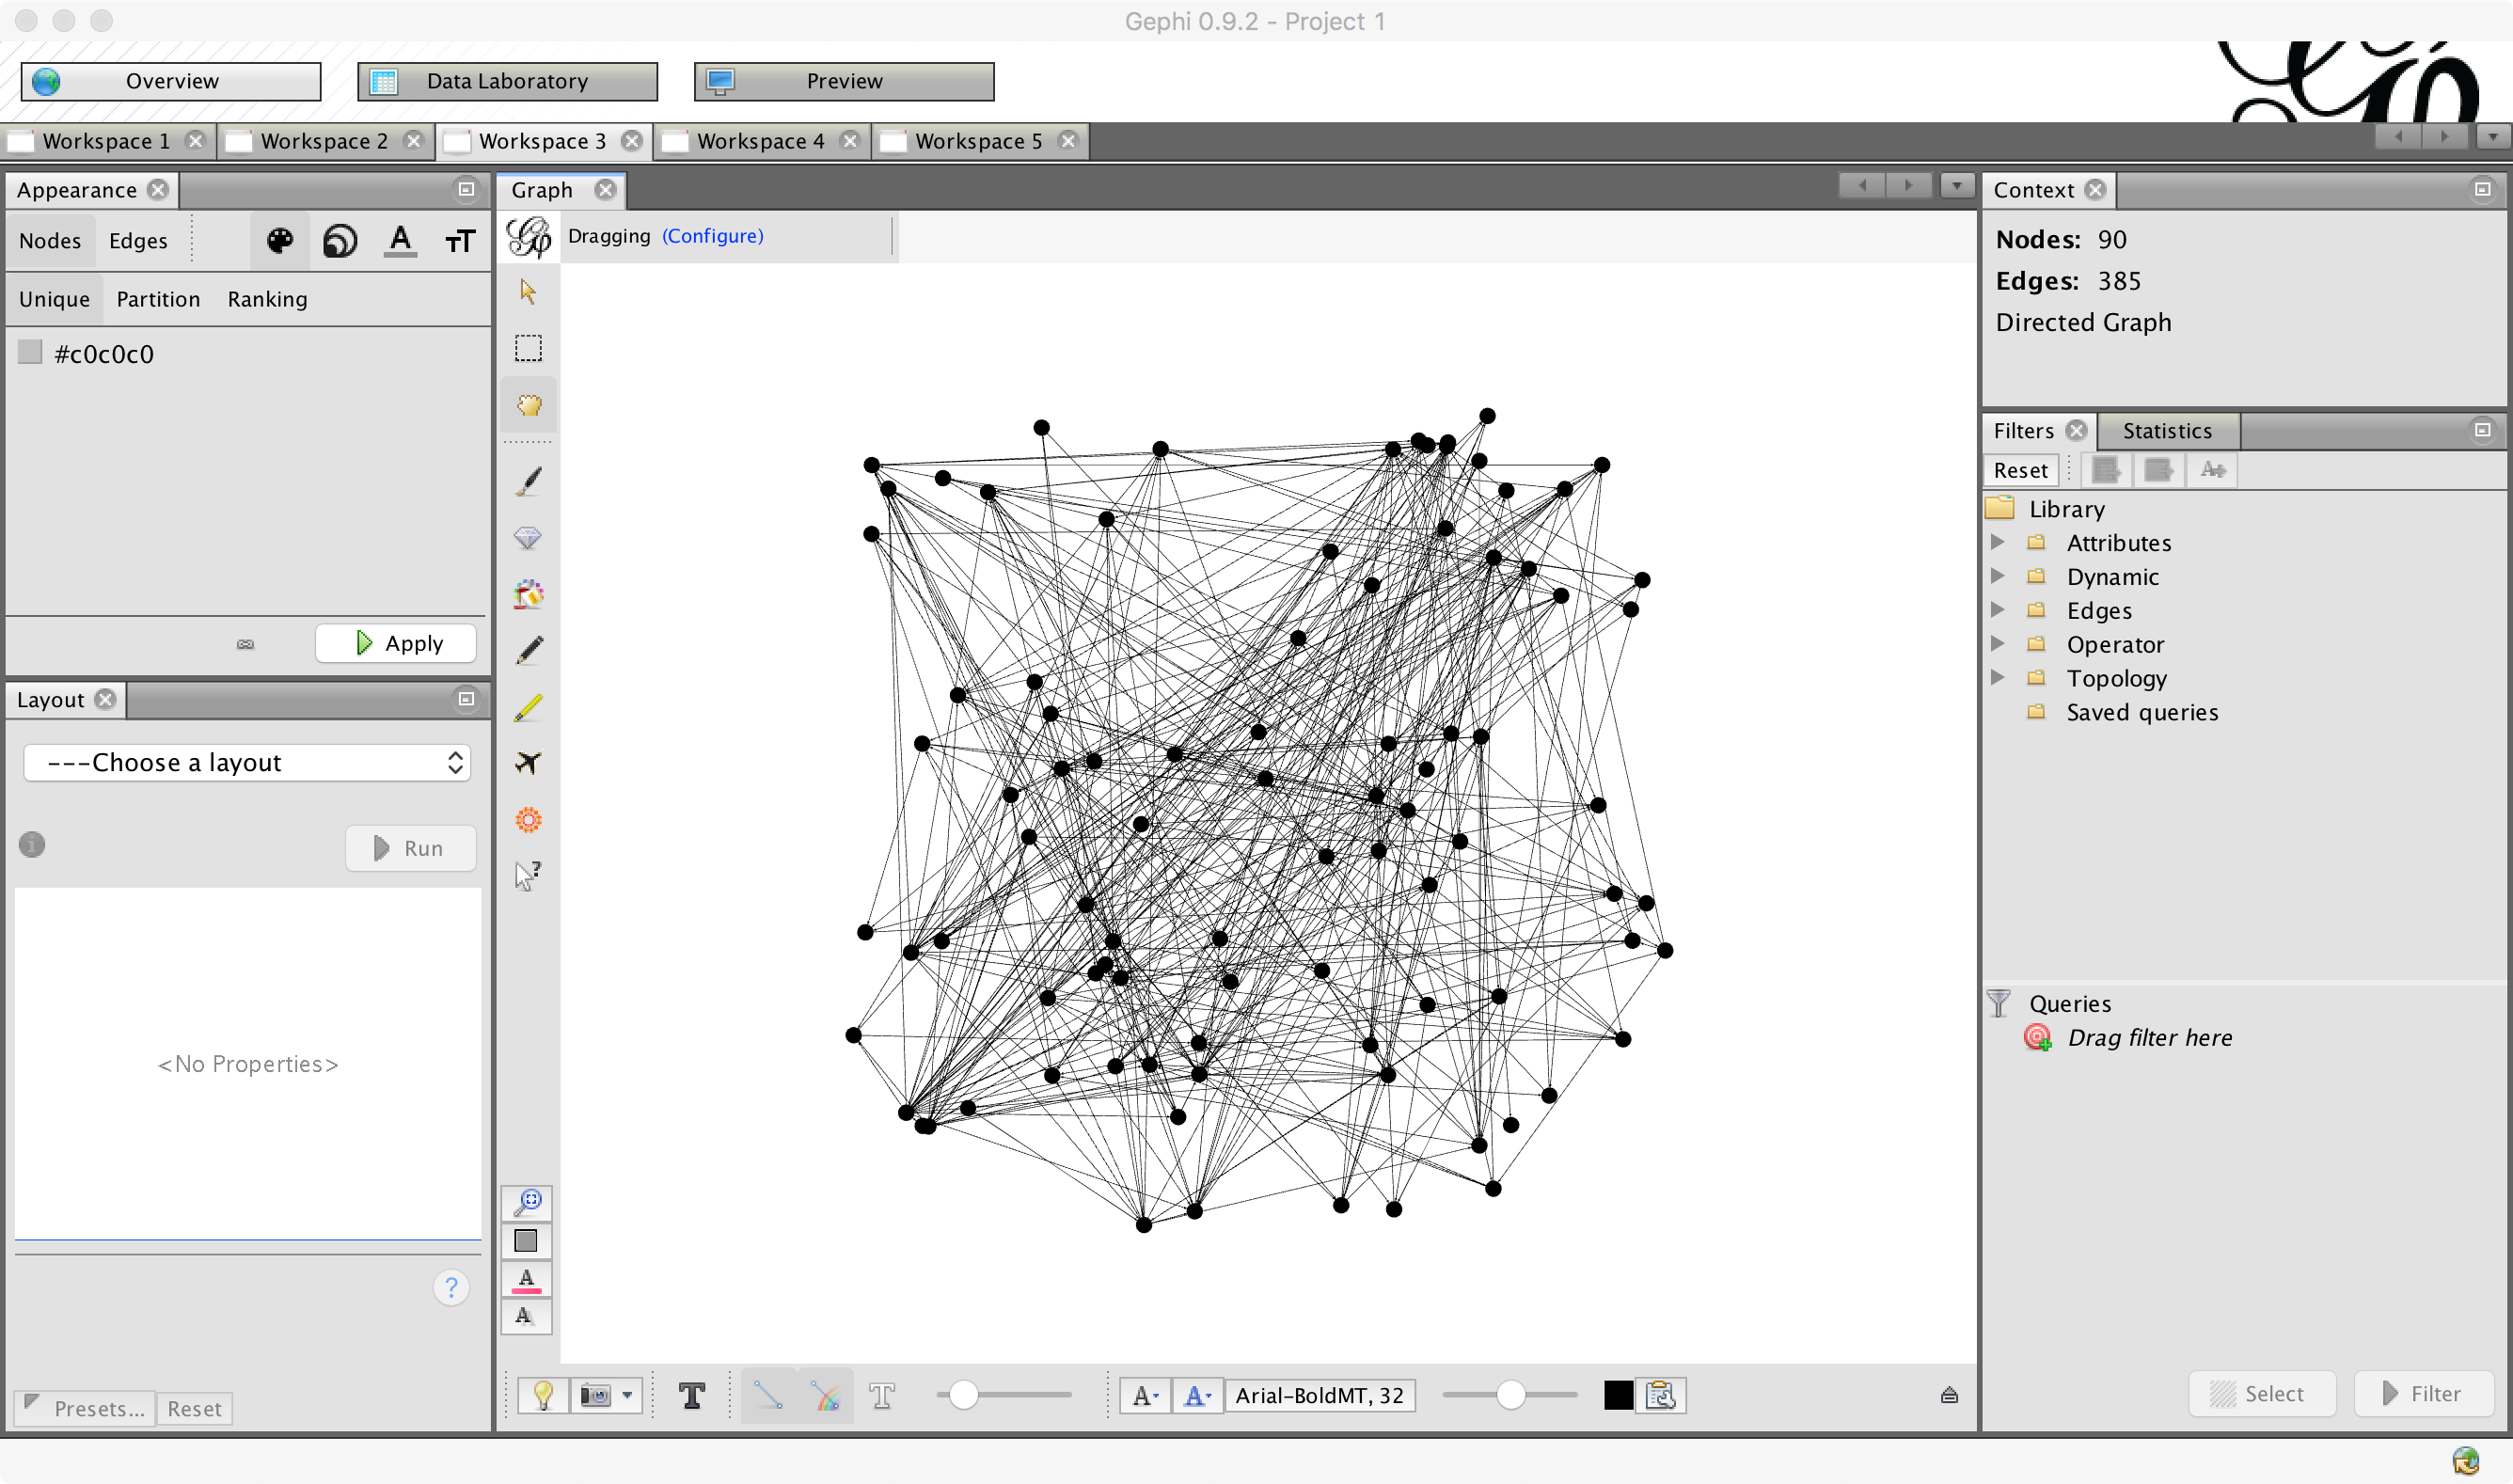 Gephi 0.9.2 - Project 1
Overview
Data Laboratory
Preview
Workspace 1
Workspace 2
Workspace 3
Workspace 4
Workspace 5
Appearance
Nodes
Edges
A
TT
Unique
Partition
Ranking
#c0c0c0
Apply
Layout
---Choose a layout
Run
<No Properties>
?
Presets...
Reset
Graph
Dragging (Configure)
?
A
A
T
T
A
A
Arial-BoldMT, 32
Context
Nodes: 90
Edges: 385
Directed Graph
Filters
Statistics
Reset
Library
Attributes
Dynamic
Edges
Operator
Topology
Saved queries
Queries
Drag filter here
Select
Filter